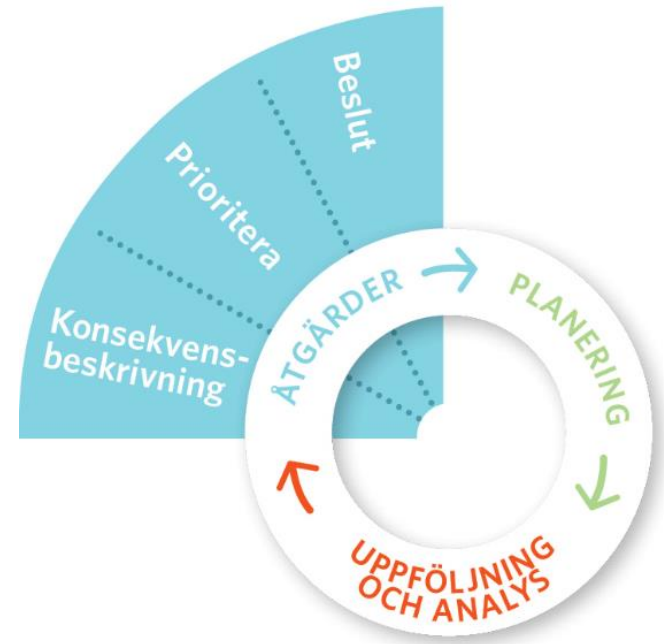 Beslut
Prioritera
Konsekvens-
beskrivning
ÅTGÄRDER
PLANERING
UPPFÖLJNING
OCH ANALYS